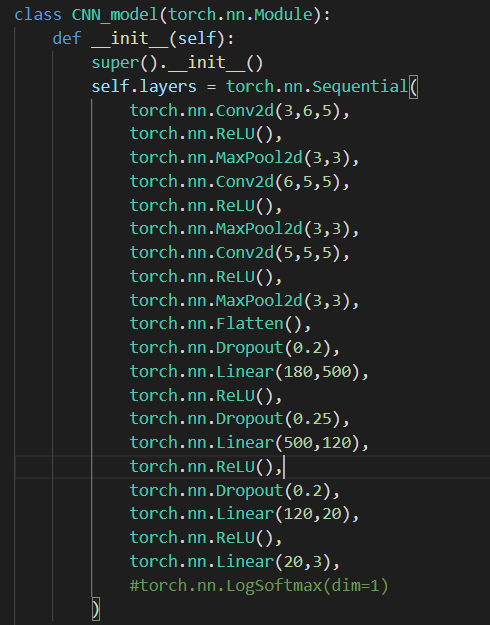 class CNN_model(torch.nn.Module):
    def __init__(self):
        super().__init__()
        self.layers = torch.nn.Sequential(
            torch.nn.Conv2d(3,6,5),
            torch.nn.ReLU(),
            torch.nn.MaxPool2d(3,3),
            torch.nn.Conv2d(6,5,5),
            torch.nn.ReLU(),
            torch.nn.MaxPool2d(3,3),
            torch.nn.Conv2d(5,5,5),
            torch.nn.ReLU(),
            torch.nn.MaxPool2d(3,3),
            torch.nn.Flatten(),
            torch.nn.Dropout(0.2),
            torch.nn.Linear(180,500),
            torch.nn.ReLU(),
            torch.nn.Dropout(0.25),
            torch.nn.Linear(500,120),
            torch.nn.ReLU(),
            torch.nn.Dropout(0.2),
            torch.nn.Linear(120,20),
            torch.nn.ReLU(),
            torch.nn.Linear(20,3),
            #torch.nn.LogSoftmax(dim=1)
        )